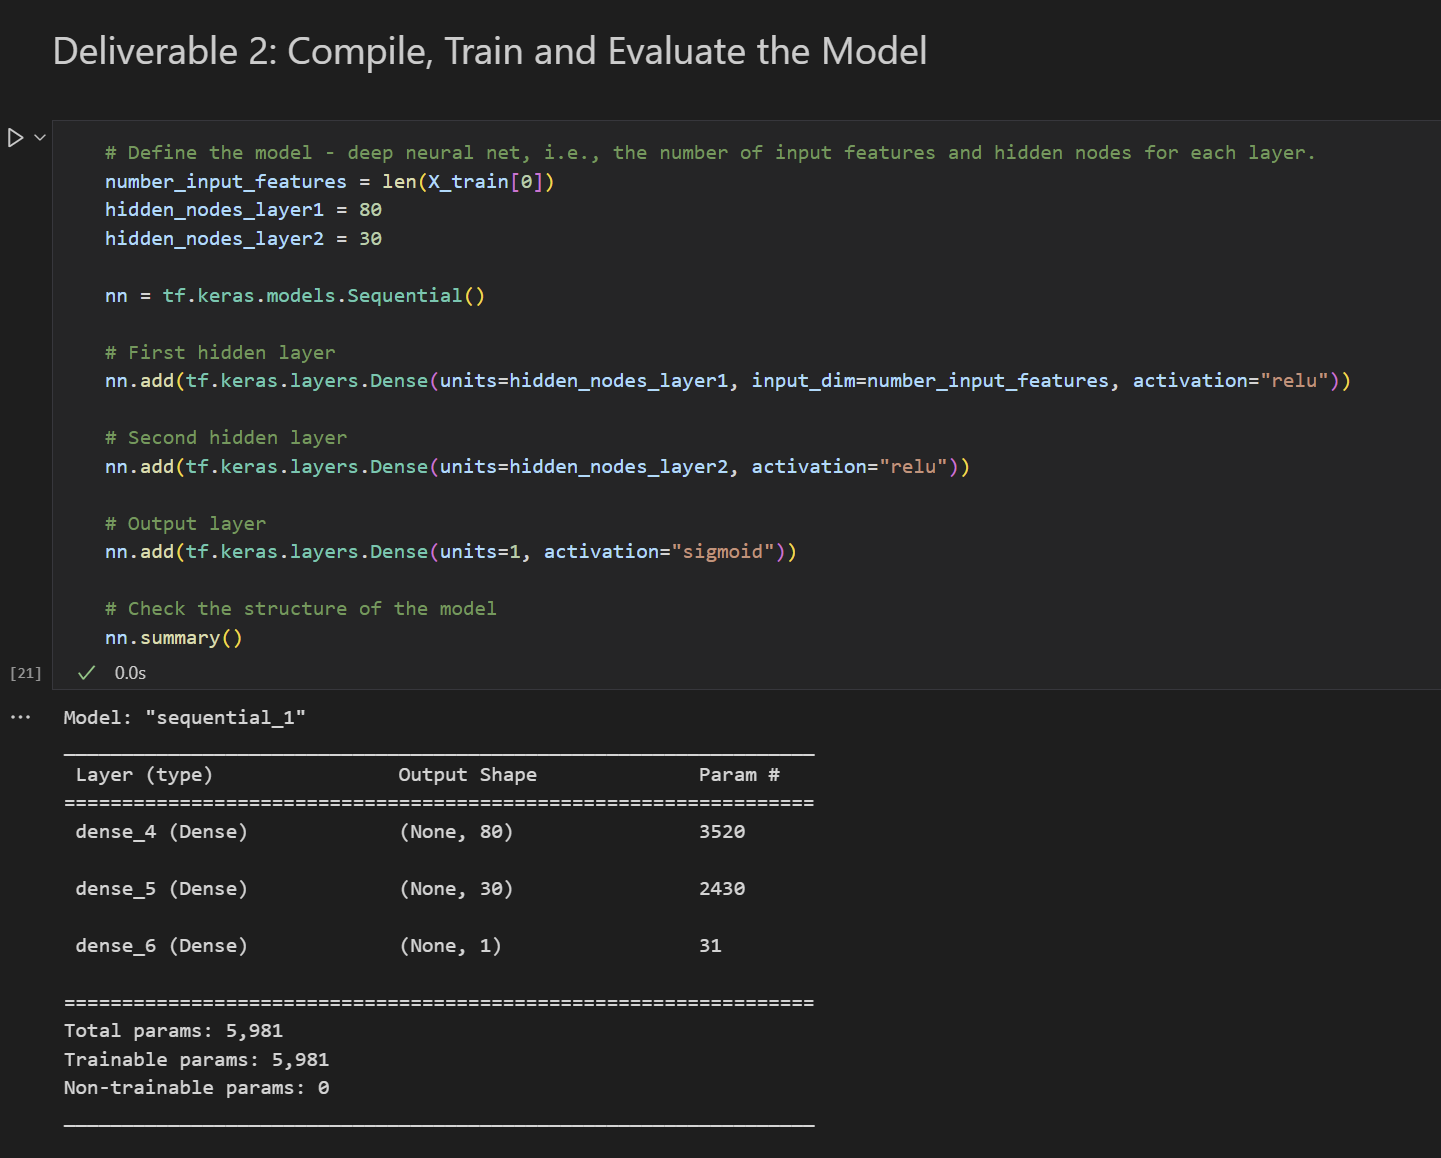 Deliverable 2: Compile, Train and Evaluate the Model
# Define the model - deep neural net, i.e., the number of input features and hidden nodes for each layer.
number_input_features = len(X_train[0])
hidden_nodes_layer1 = 80
hidden_nodes_layer2 = 30
nn = tf.keras.models.Sequential()
# First hidden layer
nn.add(tf.keras.layers.Dense(units=hidden_nodes_layer1, input_dim=number_input_features, activation="relu"))
# Second hidden layer
nn.add(tf.keras.layers.Dense(units=hidden_nodes_layer2, activation="relu"))
# Output layer
nn.add(tf.keras.layers.Dense(units=1, activation="sigmoid"))
# Check the structure of the model
nn.summary()
[21] 0.0s
Model: "sequential_1"
_________________________________________________________________
Layer (type) Output Shape Param #
=================================================================
dense_4 (Dense) (None, 80) 3520
dense_5 (Dense) (None, 30) 2430
dense_6 (Dense) (None, 1) 31
=================================================================
Total params: 5,981
Trainable params: 5,981
Non-trainable params: 0
_________________________________________________________________